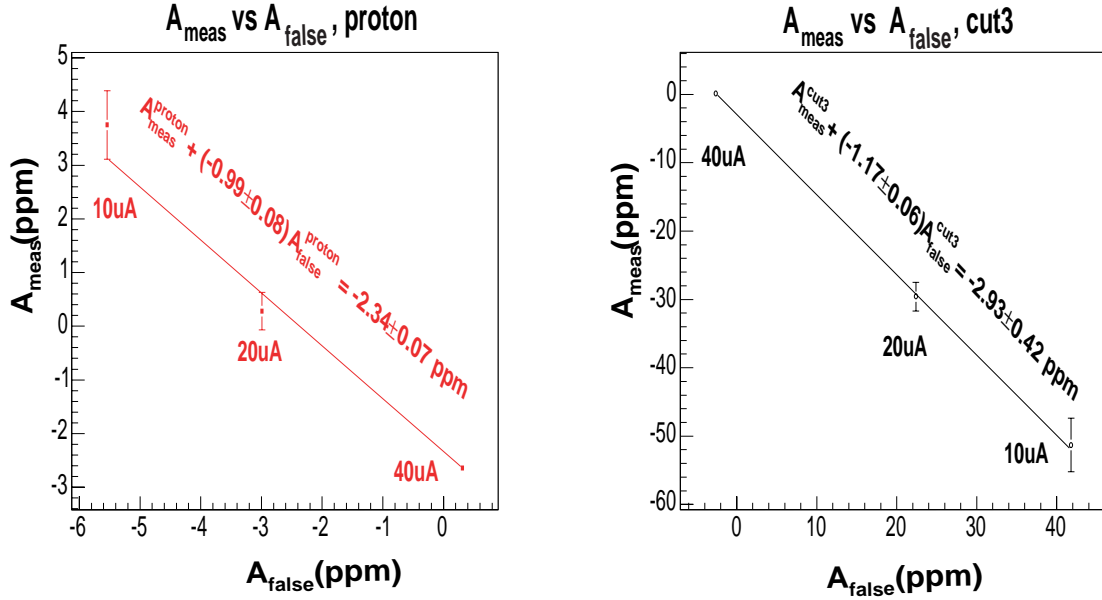 A_meas vs A_false, proton
5
4
3
2
1
0
-1
-2
-3
A_meas(ppm)
A_meas^proton + (-0.99±0.08)A_false^proton = -2.34±0.07 ppm
10uA
20uA
40uA
-6 -5 -4 -3 -2 -1 0
A_false(ppm)
A_meas vs A_false, cut3
0
-10
-20
-30
-40
-50
-60
A_meas(ppm)
A_meas^cut3 + (-1.17±0.06)A_false^cut3 = -2.93±0.42 ppm
40uA
20uA
10uA
0 10 20 30 40
A_false(ppm)